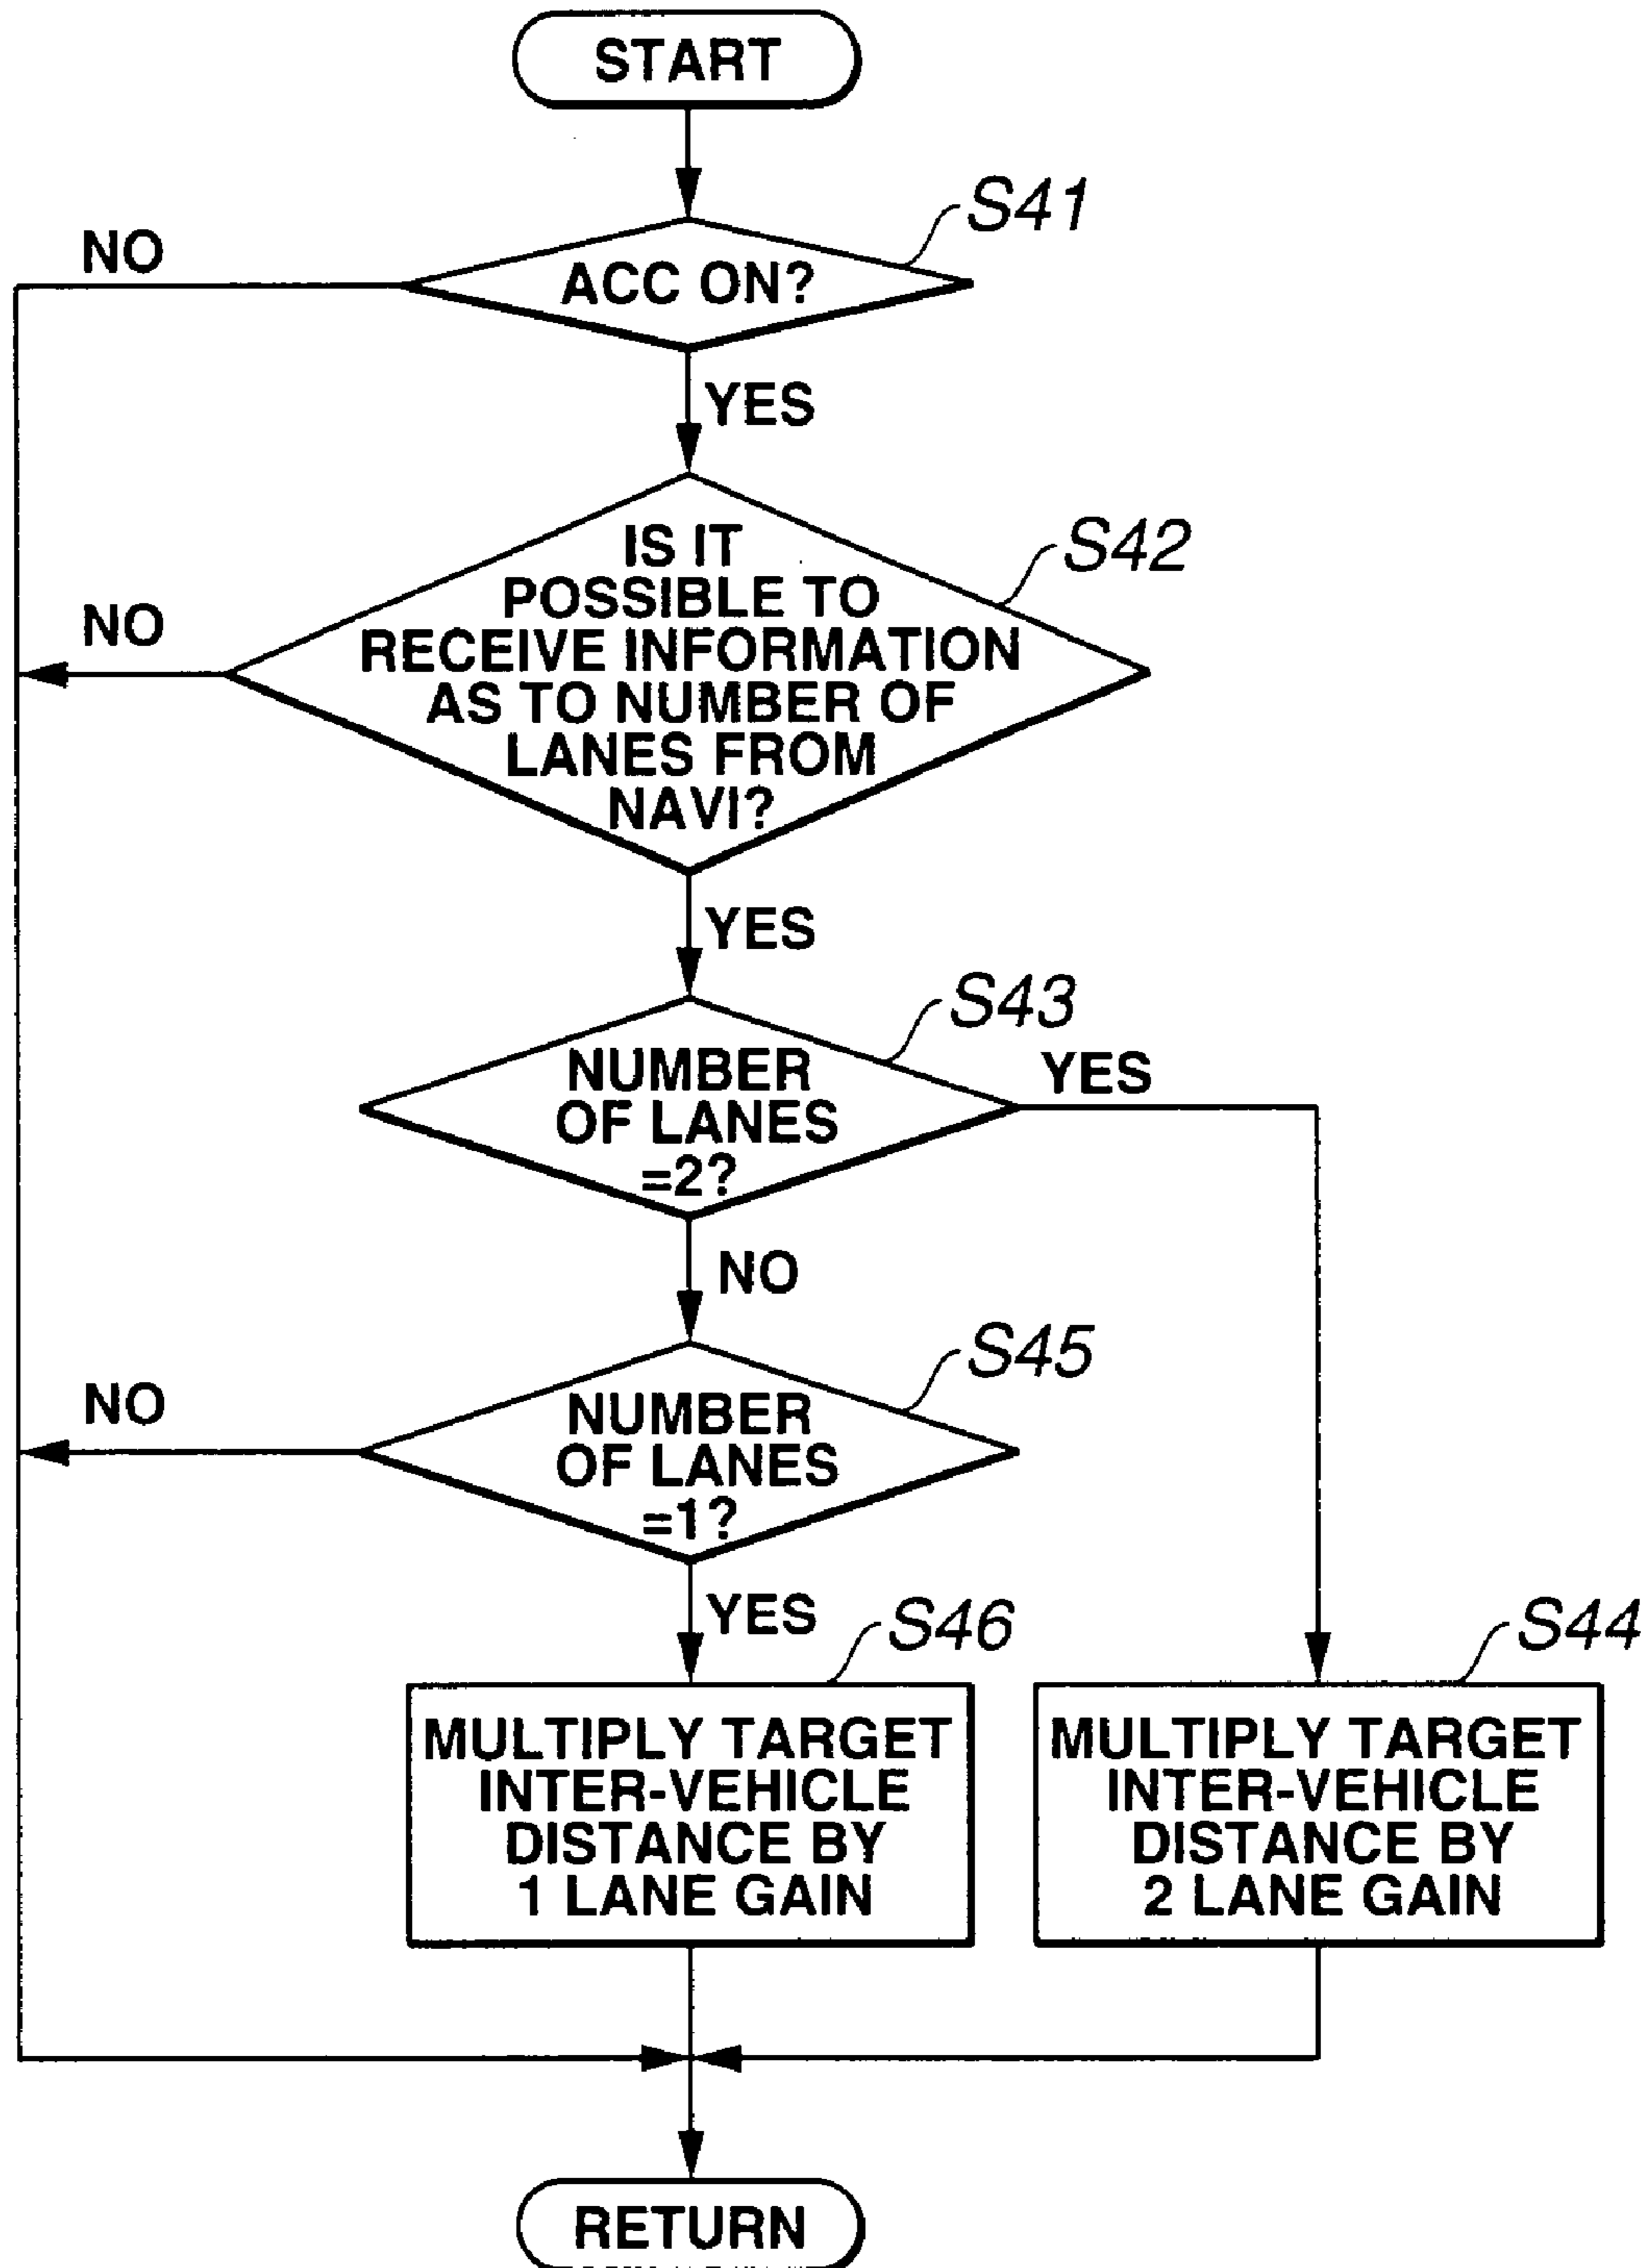 START
S41
NO
ACC ON?
YES
S42
IS IT
POSSIBLE TO
NO
RECEIVE INFORMATION
AS TO NUMBER OF
LANES FROM
NAVI?
YES
S43
NUMBER
OF LANES
=2?
YES
NO
S45
NO
NUMBER
OF LANES
=1?
YES
S46
S44
MULTIPLY TARGET
INTER-VEHICLE
DISTANCE BY
1 LANE GAIN
MULTIPLY TARGET
INTER-VEHICLE
DISTANCE BY
2 LANE GAIN
RETURN